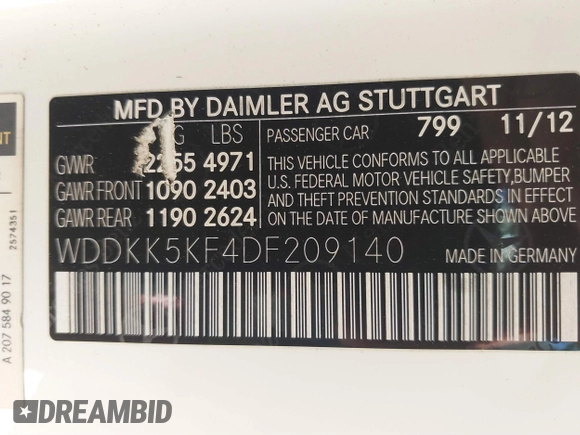 MFD BY DAIMLER AG STUTTGART
G LBS
PASSENGER CAR 799 11/12
GVWR 2255 4971
GAWR FRONT 1090 2403
GAWR REAR 1190 2624
THIS VEHICLE CONFORMS TO ALL APPLICABLE
U.S. FEDERAL MOTOR VEHICLE SAFETY, BUMPER
AND THEFT PREVENTION STANDARDS IN EFFECT
ON DATE OF MANUFACTURE SHOWN ABOVE.
WDDKK5KF4DF209140
MADE IN GERMANY
A 207 584 90 17
2574351
DREAMBID